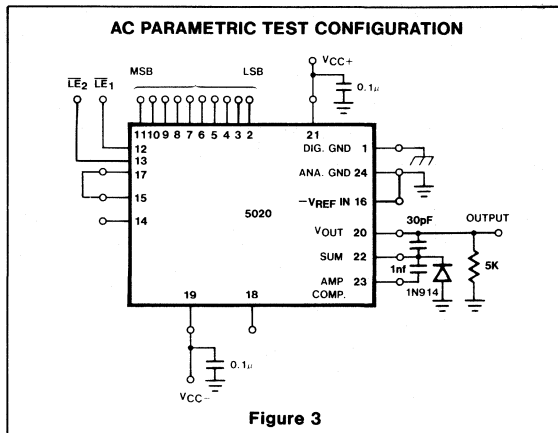 AC PARAMETRIC TEST CONFIGURATION
VCC+
LE2 LE1 MSB LSB
0.1μ
11 10 9 8 7 6 5 4 3 2 21
12 DIG. GND 1
13
17 ANA. GND 24
15 −VREF IN 16
30pF OUTPUT
14 5020 VOUT 20
SUM 22
1nf 5K
AMP 23
COMP. 1N914
19 18
0.1μ
VCC−
Figure 3